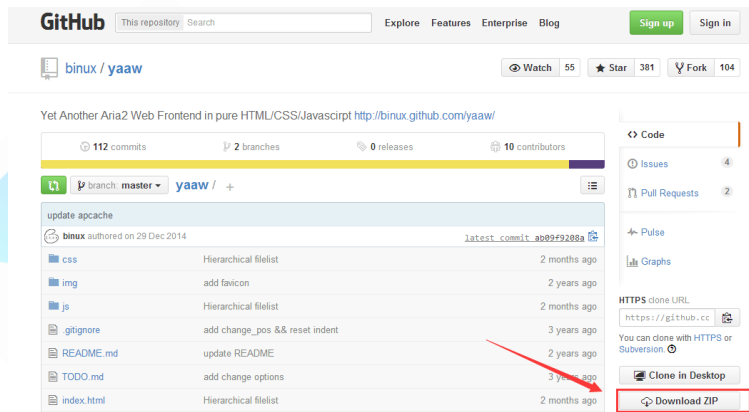 GitHub This repository Search Explore Features Enterprise Blog Sign up Sign in
binux / yaaw Watch 55 Star 381 Fork 104
Yet Another Aria2 Web Frontend in pure HTML/CSS/Javascirpt http://binux.github.com/yaaw/
112 commits 2 branches 0 releases 10 contributors
branch: master yaaw / +
update apcache
binux authored on 29 Dec 2014 latest commit ab09f9208a
css Hierarchical filelist 2 months ago
img add favicon 2 years ago
js Hierarchical filelist 2 months ago
.gitignore add change_pos && reset indent 3 years ago
README.md update README 2 years ago
TODO.md add change options 3 years ago
index.html Hierarchical filelist 2 months ago
<> Code
Issues 4
Pull Requests 2
Pulse
Graphs
HTTPS clone URL
https://github.cc
You can clone with HTTPS or
Subversion.
Clone in Desktop
Download ZIP